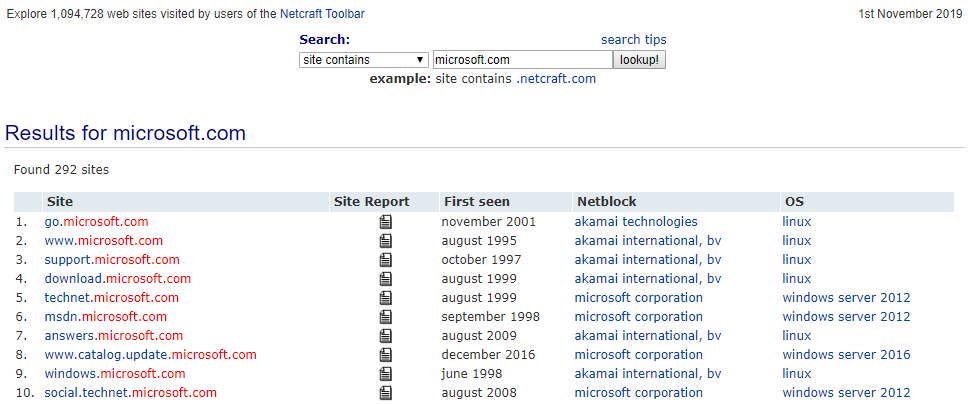 Explore 1,094,728 web sites visited by users of the Netcraft Toolbar 1st November 2019
Search: search tips
site contains microsoft.com lookup!
example: site contains .netcraft.com
Results for microsoft.com
Found 292 sites
Site Site Report First seen Netblock OS
1. go.microsoft.com november 2001 akamai technologies linux
2. www.microsoft.com august 1995 akamai international, bv linux
3. support.microsoft.com october 1997 akamai international, bv linux
4. download.microsoft.com august 1999 akamai international, bv linux
5. technet.microsoft.com august 1999 microsoft corporation windows server 2012
6. msdn.microsoft.com september 1998 microsoft corporation windows server 2012
7. answers.microsoft.com august 2009 akamai international, bv linux
8. www.catalog.update.microsoft.com december 2016 microsoft corporation windows server 2016
9. windows.microsoft.com june 1998 akamai international, bv linux
10. social.technet.microsoft.com august 2008 microsoft corporation windows server 2012